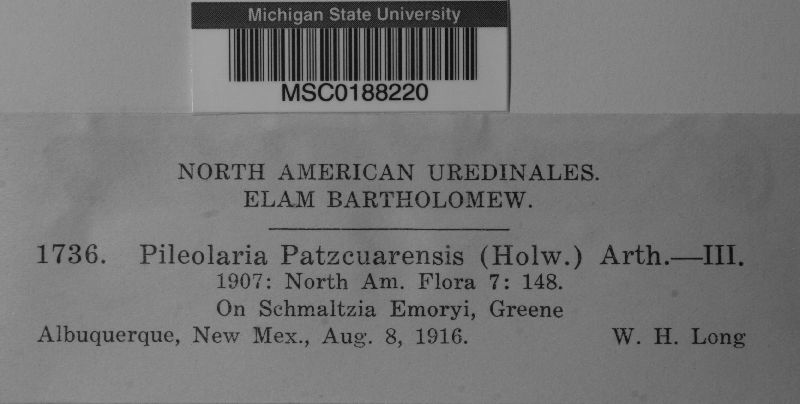 Michigan State University
MSC0188220
NORTH AMERICAN UREDINALES.
ELAM BARTHOLOMEW.
1736. Pileolaria Patzcuarensis (Holw.) Arth.—III.
1907: North Am. Flora 7: 148.
On Schmaltzia Emoryi, Greene
Albuquerque, New Mex., Aug. 8, 1916. W. H. Long